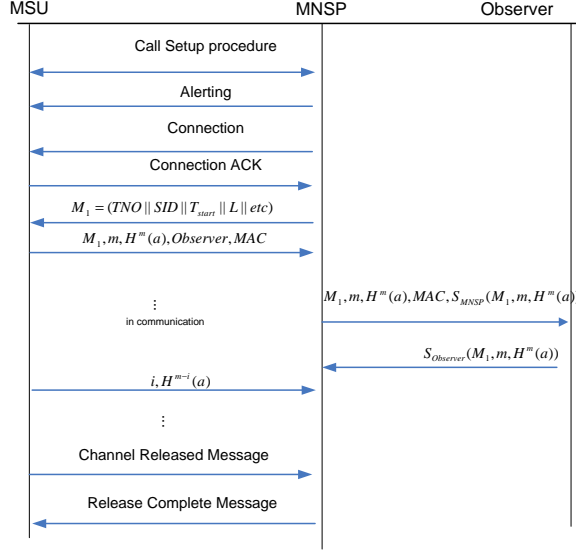 MSU MNSP Observer
Call Setup procedure
Alerting
Connection
Connection ACK
M₁ = (TNO || SID || T_start || L || etc)
M₁, m, H^m(a), Observer, MAC
⋮
in communication
M₁, m, H^m(a), MAC, S_MNSP(M₁, m, H^m(a)
S_Observer(M₁, m, H^m(a))
i, H^{m-i}(a)
⋮
Channel Released Message
Release Complete Message